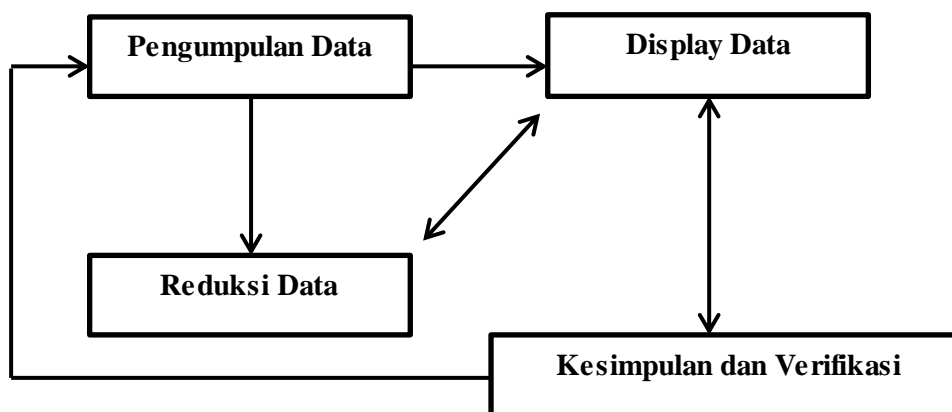 Pengumpulan Data
Display Data
Reduksi Data
Kesimpulan dan Verifikasi